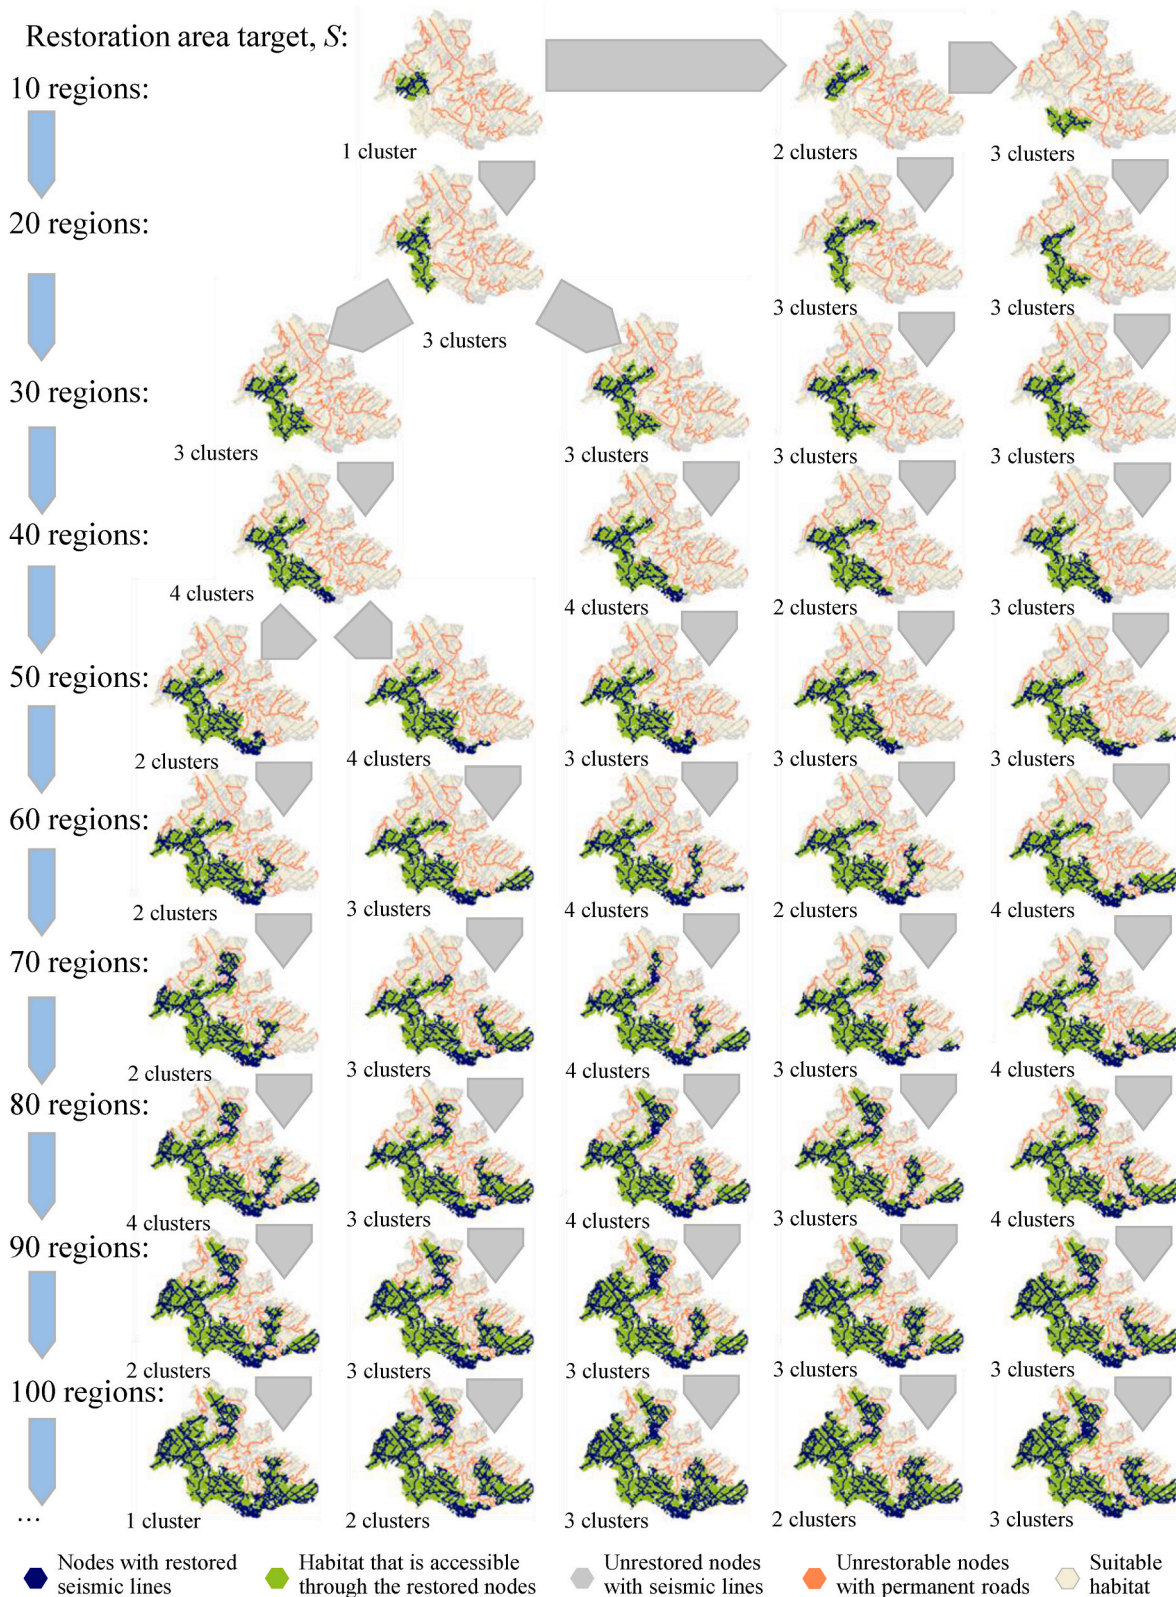 Restoration area target, S:
10 regions:
1 cluster
2 clusters
3 clusters
20 regions:
3 clusters
3 clusters
3 clusters
30 regions:
3 clusters
3 clusters
3 clusters
3 clusters
40 regions:
4 clusters
4 clusters
2 clusters
3 clusters
50 regions:
2 clusters
4 clusters
3 clusters
3 clusters
3 clusters
60 regions:
2 clusters
3 clusters
4 clusters
2 clusters
4 clusters
70 regions:
2 clusters
3 clusters
4 clusters
3 clusters
4 clusters
80 regions:
4 clusters
3 clusters
4 clusters
3 clusters
4 clusters
90 regions:
2 clusters
3 clusters
3 clusters
3 clusters
3 clusters
100 regions:
1 cluster
2 clusters
3 clusters
2 clusters
3 clusters
...
Nodes with restored
seismic lines
Habitat that is accessible
through the restored nodes
Unrestored nodes
with seismic lines
Unrestorable nodes
with permanent roads
Suitable
habitat